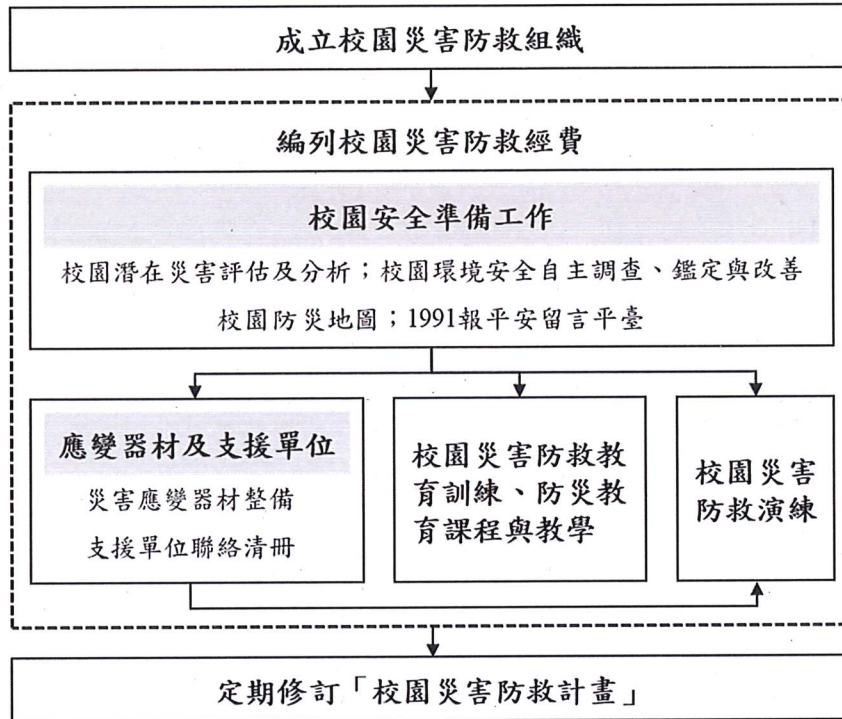 成立校園災害防救組織
編列校園災害防救經費
校園安全準備工作
校園潛在災害評估及分析；校園環境安全自主調查、鑑定與改善
校園防災地圖；1991報平安留言平臺
應變器材及支援單位
災害應變器材整備
支援單位聯絡清冊
校園災害防救教
育訓練、防災教
育課程與教學
校園災害
防救演練
定期修訂「校園災害防救計畫」